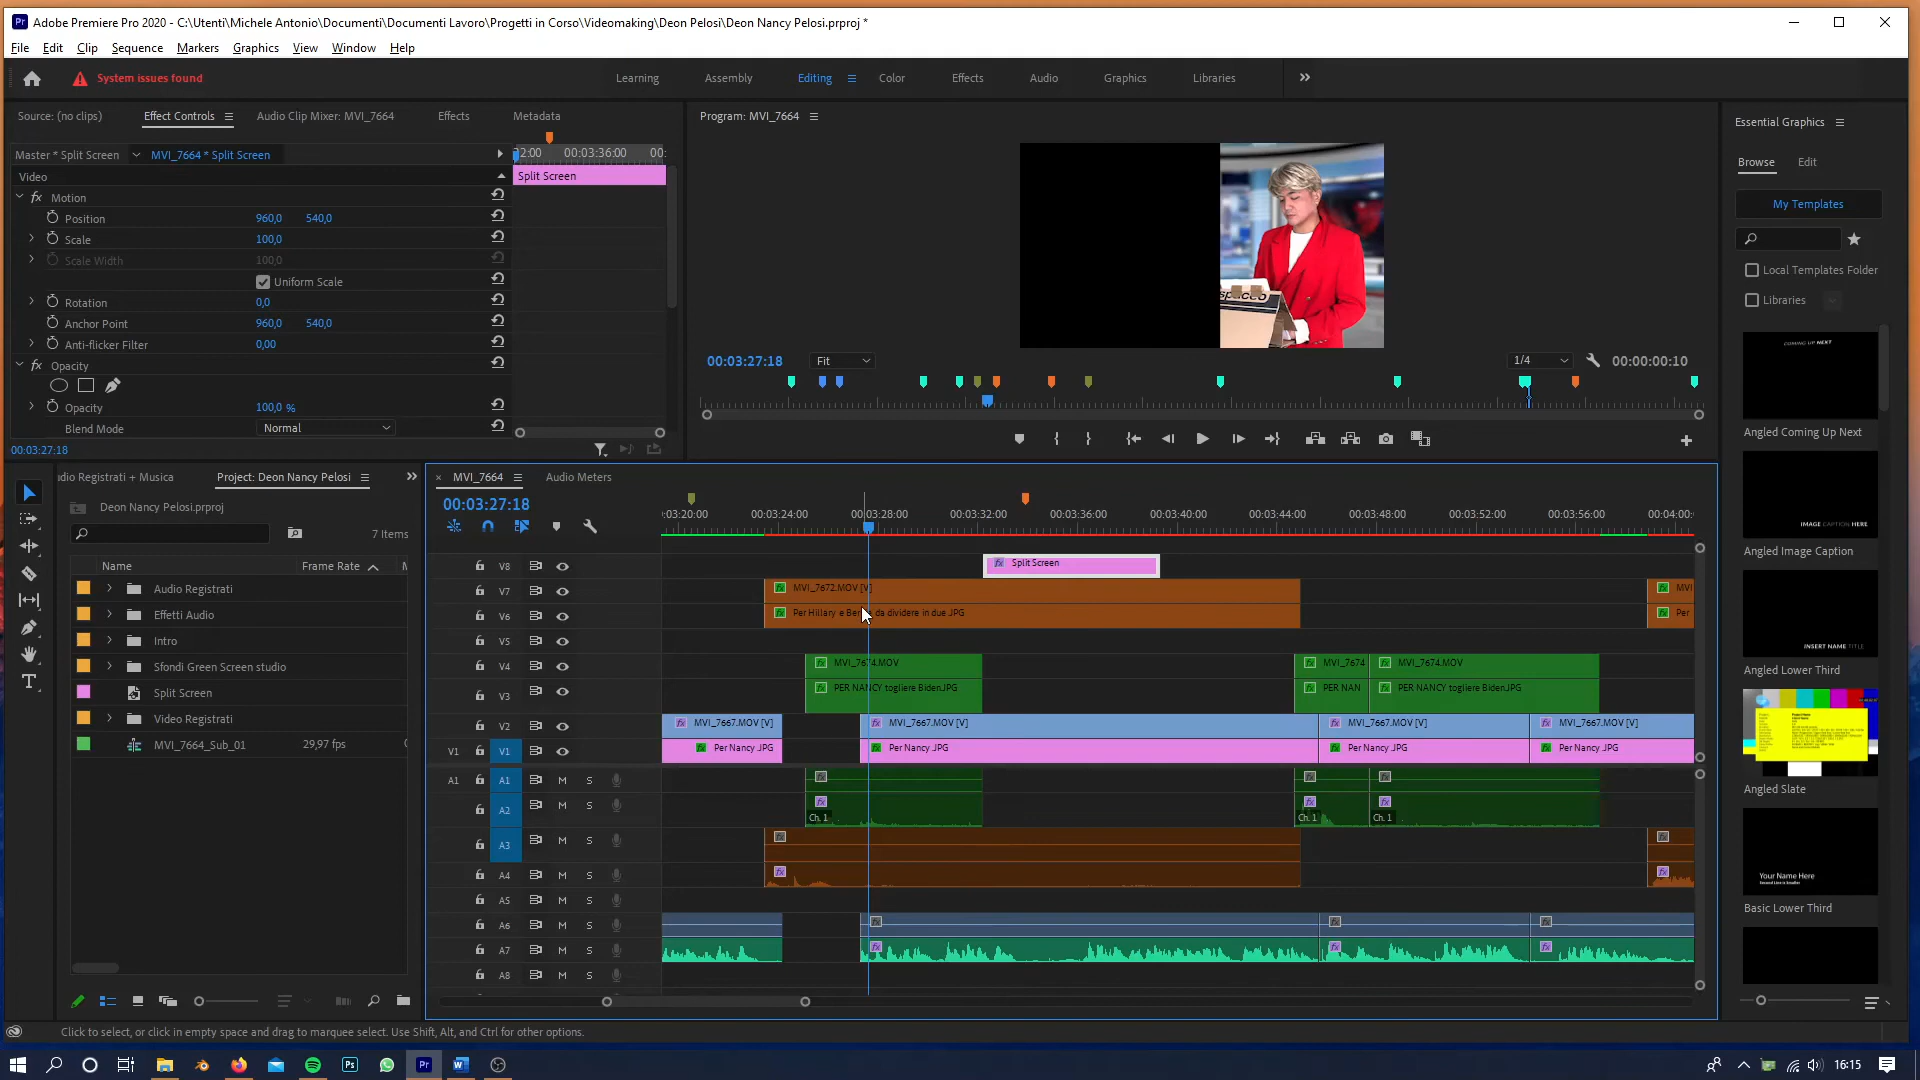 Adobe Premiere Pro 2020 - C:\Utenti\Michele Antonio\Documenti\Documenti Lavoro\Progetti in Corso\Videomaking\Deon Pelosi\Deon Nancy Pelosi.prproj *
File Edit Clip Sequence Markers Graphics View Window Help
System issues found
Learning Assembly Editing Color Effects Audio Graphics Libraries
Source: (no clips) Effect Controls Audio Clip Mixer: MVI_7664 Effects Metadata
Master * Split Screen MVI_7664 * Split Screen
Video
Motion
Position 960,0 540,0
Scale 100,0
Scale Width 100,0
Uniform Scale
Rotation 0,0
Anchor Point 960,0 540,0
Anti-flicker Filter 0,00
Opacity
Opacity 100,0 %
Blend Mode Normal
00:03:27:18
00:03:36:00
Split Screen
Program: MVI_7664
00:03:27:18 Fit 1/4 00:00:00:10
Essential Graphics
Browse Edit
My Templates
Local Templates Folder
Libraries
COMING UP NEXT
Angled Coming Up Next
IMAGE CAPTION HERE
Angled Image Caption
INSERT NAME TITLE
Angled Lower Third
Angled Slate
Your Name Here
Basic Lower Third
dio Registrati + Musica Project: Deon Nancy Pelosi
Deon Nancy Pelosi.prproj
7 Items
Name Frame Rate
Audio Registrati
Effetti Audio
Intro
Sfondi Green Screen studio
Split Screen
Video Registrati
MVI_7664_Sub_01 29,97 fps
MVI_7664 Audio Meters
00:03:27:18
:03:20:00 00:03:24:00 00:03:28:00 00:03:32:00 00:03:36:00 00:03:40:00 00:03:44:00 00:03:48:00 00:03:52:00 00:03:56:00 00:04:00:
V8 Split Screen
V7 MVI_7672.MOV [V] MVI
V6 Per Hillary e da dividere in due.JPG Per
V5
V4 MVI_7674.MOV MVI_7674 MVI_7674.MOV
V3 PER NANCY togliere Biden.JPG PER NAN PER NANCY togliere Biden.JPG
V2 MVI_7667.MOV [V] MVI_7667.MOV [V] MVI_7667.MOV [V] MVI_7667.MOV [V]
V1 V1 Per Nancy.JPG Per Nancy.JPG Per Nancy.JPG Per Nancy.JPG
A1 A1 M S
A2 M S Ch. 1 Ch. 1 Ch. 1
A3 M S
A4 M S
A5 M S
A6 M S
A7 M S
A8 M S
Click to select, or click in empty space and drag to marquee select. Use Shift, Alt, and Ctrl for other options.
16:15